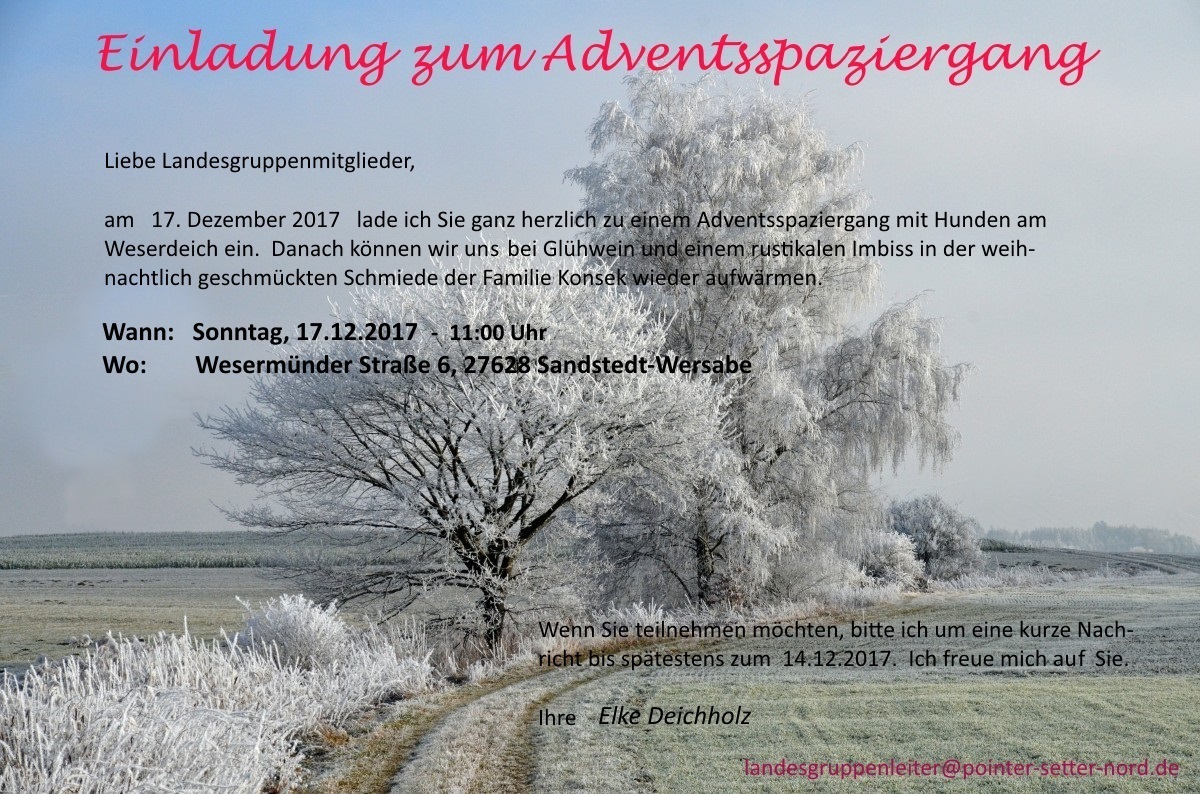 Einladung zum Adventsspaziergang
Liebe Landesgruppenmitglieder,
am 17. Dezember 2017 lade ich Sie ganz herzlich zu einem Adventsspaziergang mit Hunden am
Weserdeich ein. Danach können wir uns bei Glühwein und einem rustikalen Imbiss in der weih-
nachtlich geschmückten Schmiede der Familie Konsek wieder aufwärmen.
Wann: Sonntag, 17.12.2017 - 11:00 Uhr
Wo: Wesermünder Straße 6, 27628 Sandstedt-Wersabe
Wenn Sie teilnehmen möchten, bitte ich um eine kurze Nach-
richt bis spätestens zum 14.12.2017. Ich freue mich auf Sie.
Ihre Elke Deichholz
landesgruppenleiter@pointer-setter-nord.de